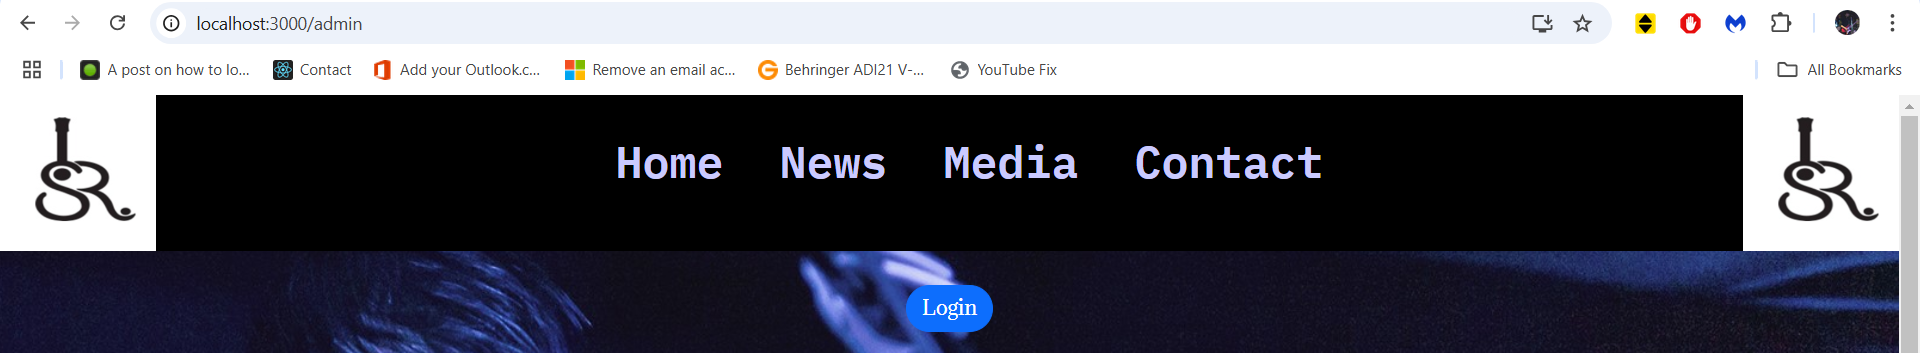 localhost:3000/admin
A post on how to lo... Contact Add your Outlook.c... Remove an email ac... Behringer ADI21 V-... YouTube Fix All Bookmarks
Home News Media Contact
Login